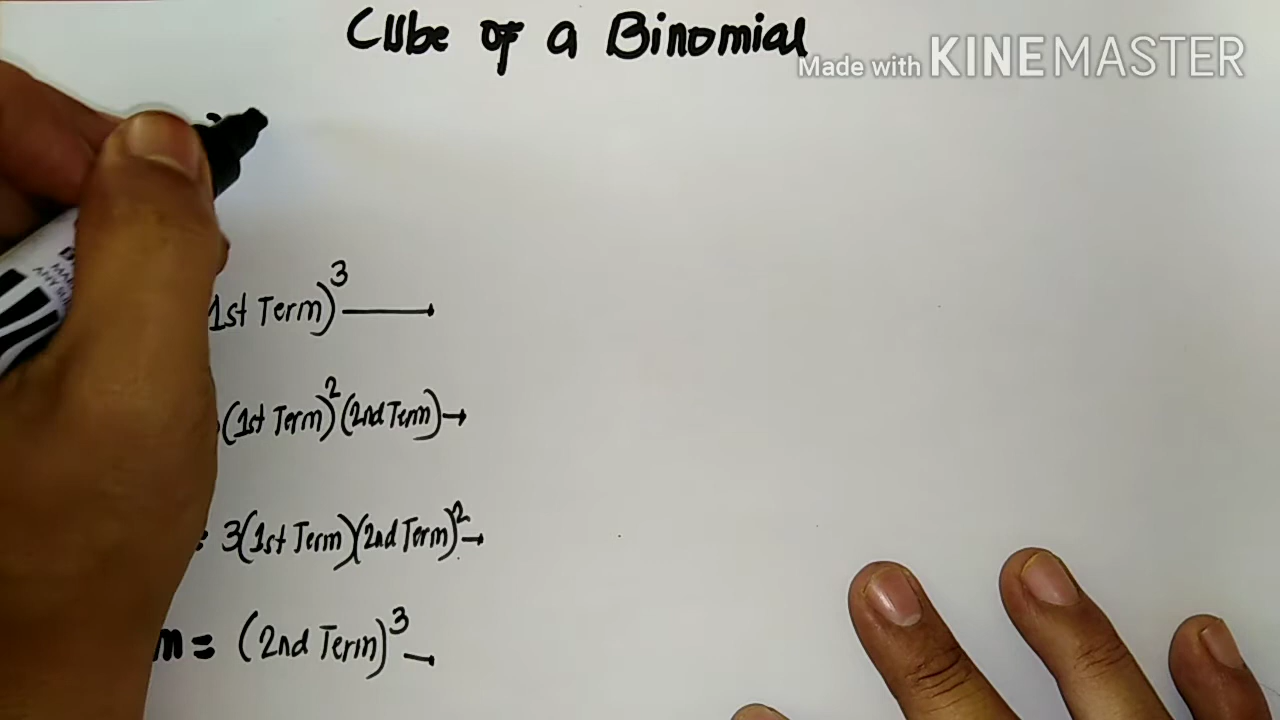 Cube of a Binomial
Made with KINEMASTER
1st Term)³
(1st Term)²(2nd Term)
= 3(1st Term)(2nd Term)²
m = (2nd Term)³